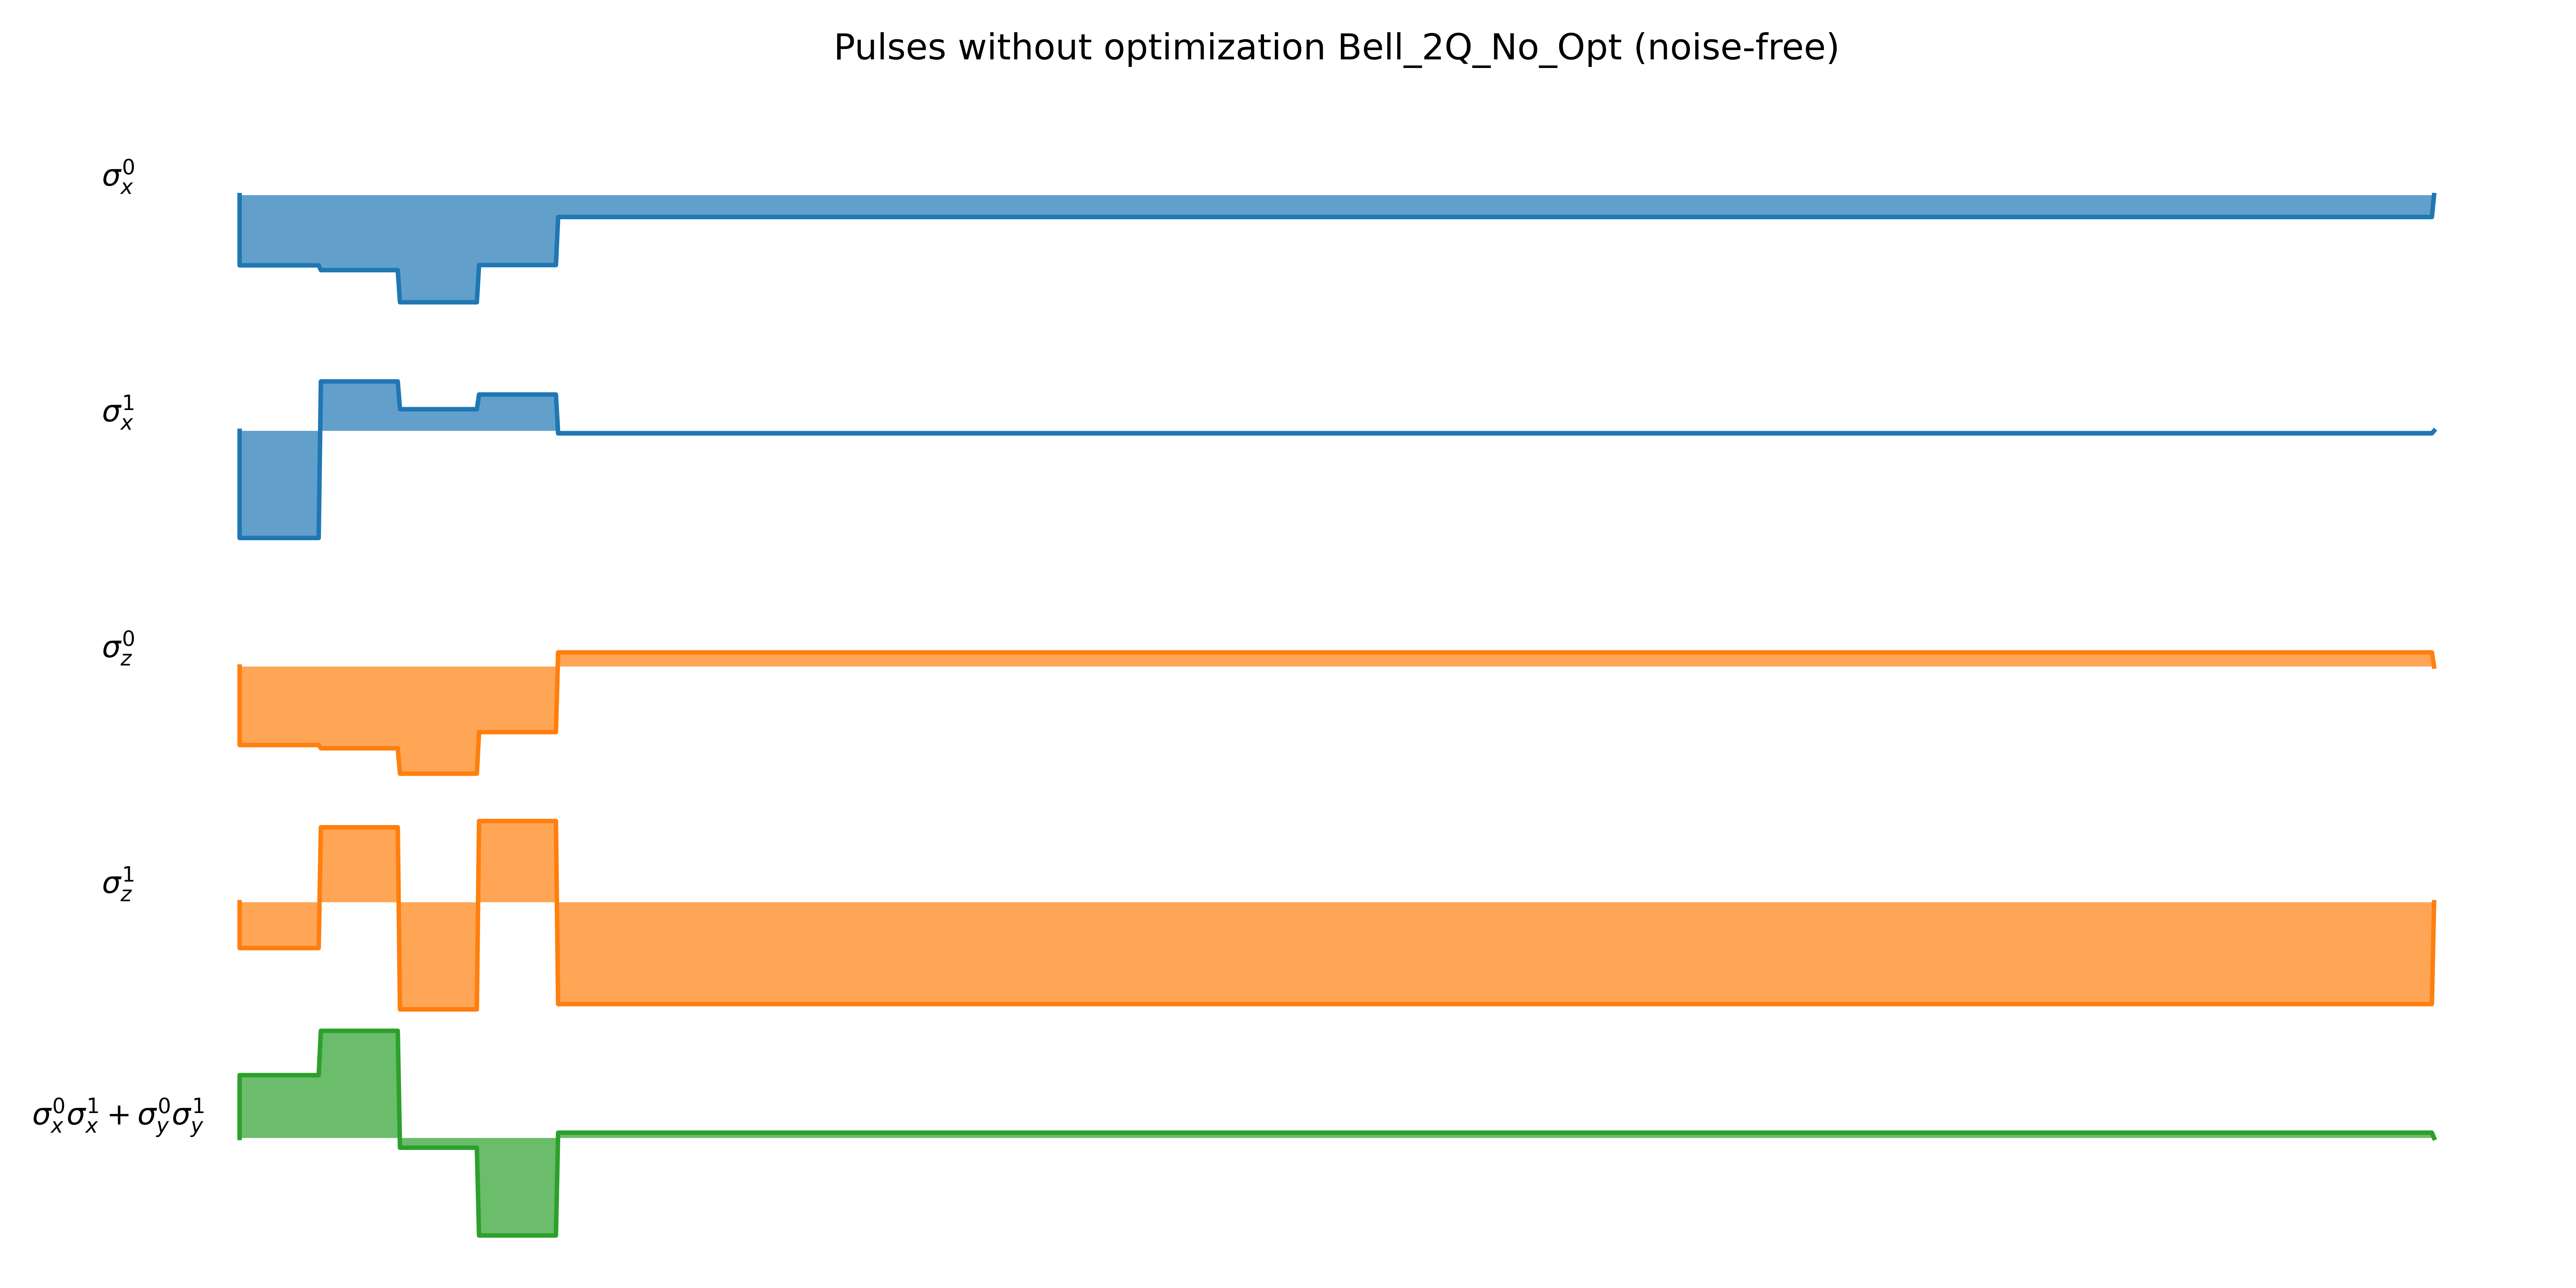 Pulses without optimization Bell_2Q_No_Opt (noise-free)
σ_x^0
σ_x^1
σ_z^0
σ_z^1
σ_x^0σ_x^1 + σ_y^0σ_y^1